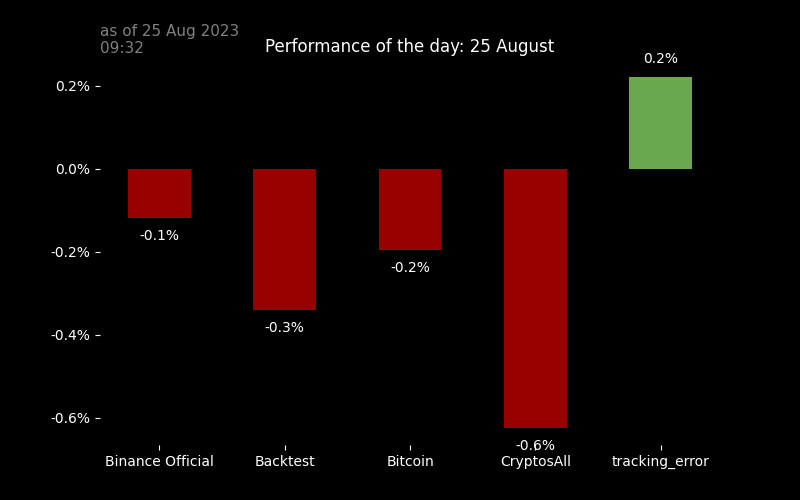 as of 25 Aug 2023
09:32
Performance of the day: 25 August
0.2%
0.2%
0.0%
-0.2%
-0.4%
-0.6%
-0.1%
-0.3%
-0.2%
-0.6%
Binance Official
Backtest
Bitcoin
CryptosAll
tracking_error